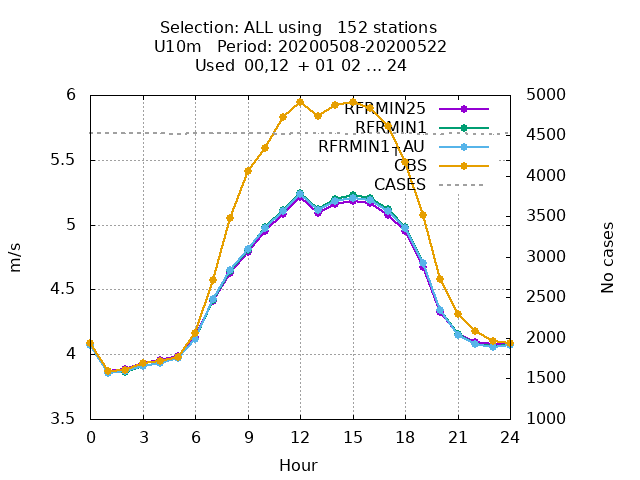 Selection: ALL using 152 stations
U10m Period: 20200508-20200522
Used 00,12 + 01 02 ... 24
6
5.5
5
4.5
4
3.5
m/s
5000
4500
4000
3500
3000
2500
2000
1500
1000
No cases
RFRMIN25
RFRMIN1
RFRMIN1+AU
OBS
CASES
0 3 6 9 12 15 18 21 24
Hour